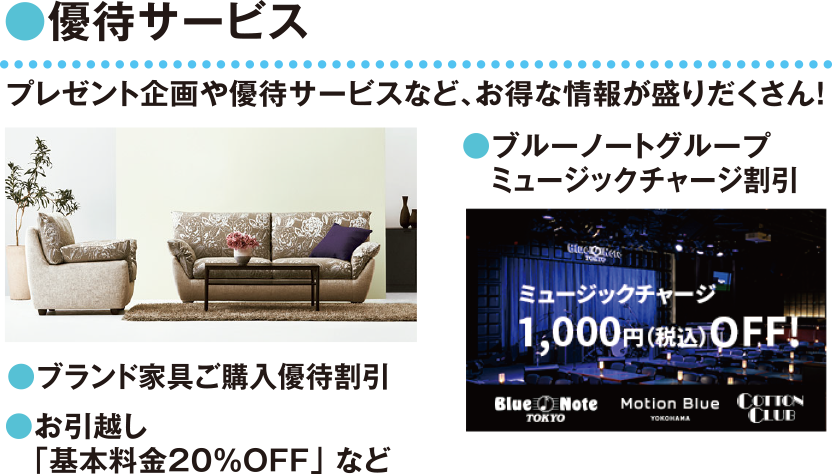 ●優待サービス
プレゼント企画や優待サービスなど、お得な情報が盛りだくさん!
●ブランド家具ご購入優待割引
●お引越し
「基本料金20%OFF」など
●ブルーノートグループ
ミュージックチャージ割引
Blue Note
TOKYO
ミュージックチャージ
1,000円(税込)OFF!
Blue Note
TOKYO
Motion Blue
YOKOHAMA
COTTON
CLUB